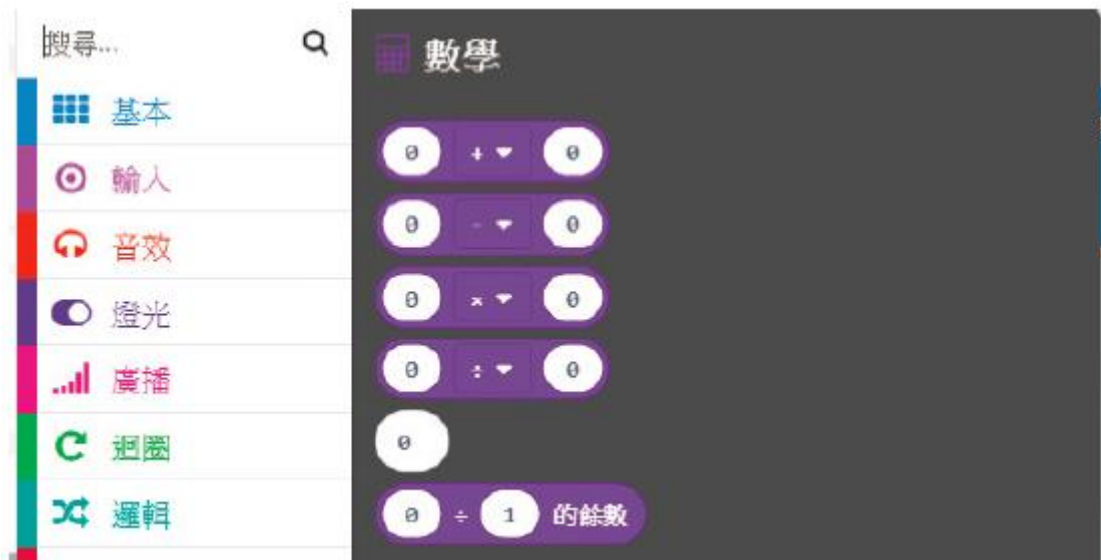 搜尋...
基本
輸入
音效
燈光
廣播
迴圈
邏輯
數學
0 + 0
0 - 0
0 × 0
0 ÷ 0
0
0 ÷ 1 的餘數